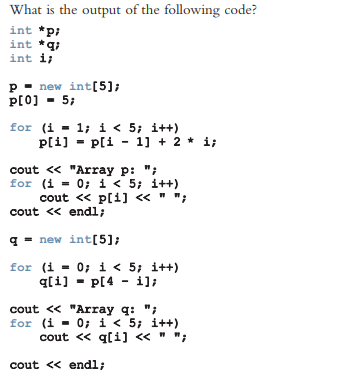 What is the output of the following code?
int *p;
int *q;
int i;
p = new int[5];
p[0] = 5;
for (i = 1; i < 5; i++)
p[i] = p[i - 1] + 2 * i;
cout << "Array p: ";
for (i = 0; i < 5; i++)
cout << p[i] << " ";
cout << endl;
q = new int[5];
for (i = 0; i < 5; i++)
q[i] = p[4 - i];
cout << "Array q: ";
for (i = 0; i < 5; i++)
cout << q[i] << " ";
cout << endl;